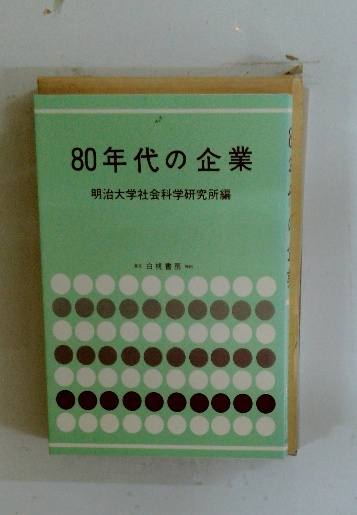 80年代の企業
明治大学社会科学研究所編
白桃書房